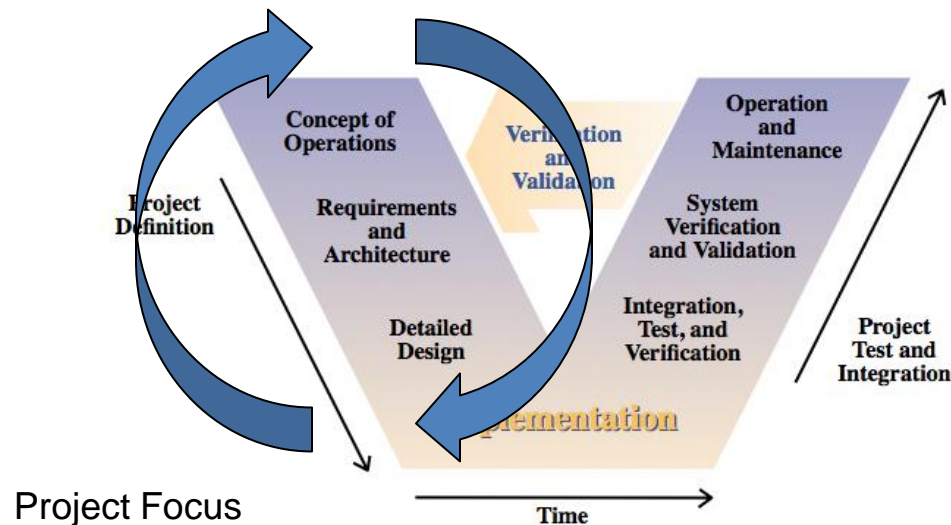 Concept of
Operations
Project
Definition
Requirements
and
Architecture
Detailed
Design
Verification
and
Validation
Operation
and
Maintenance
System
Verification
and Validation
Integration,
Test, and
Verification
Project
Test and
Integration
plementation
Time
Project Focus